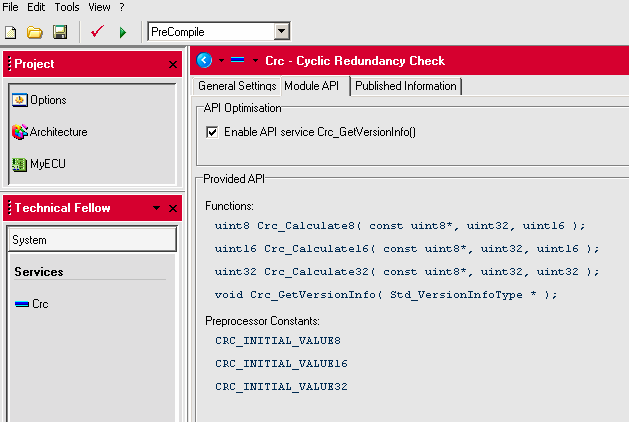 File Edit Tools View ?
PreCompile
Project
Options
Architecture
MyECU
Technical Fellow
System
Services
Crc
Crc - Cyclic Redundancy Check
General Settings Module API Published Information
API Optimisation
Enable API service Crc_GetVersionInfo()
Provided API
Functions:
uint8 Crc_Calculate8( const uint8*, uint32, uint16 );
uint16 Crc_Calculate16( const uint8*, uint32, uint16 );
uint32 Crc_Calculate32( const uint8*, uint32, uint32 );
void Crc_GetVersionInfo( Std_VersionInfoType * );
Preprocessor Constants:
CRC_INITIAL_VALUE8
CRC_INITIAL_VALUE16
CRC_INITIAL_VALUE32